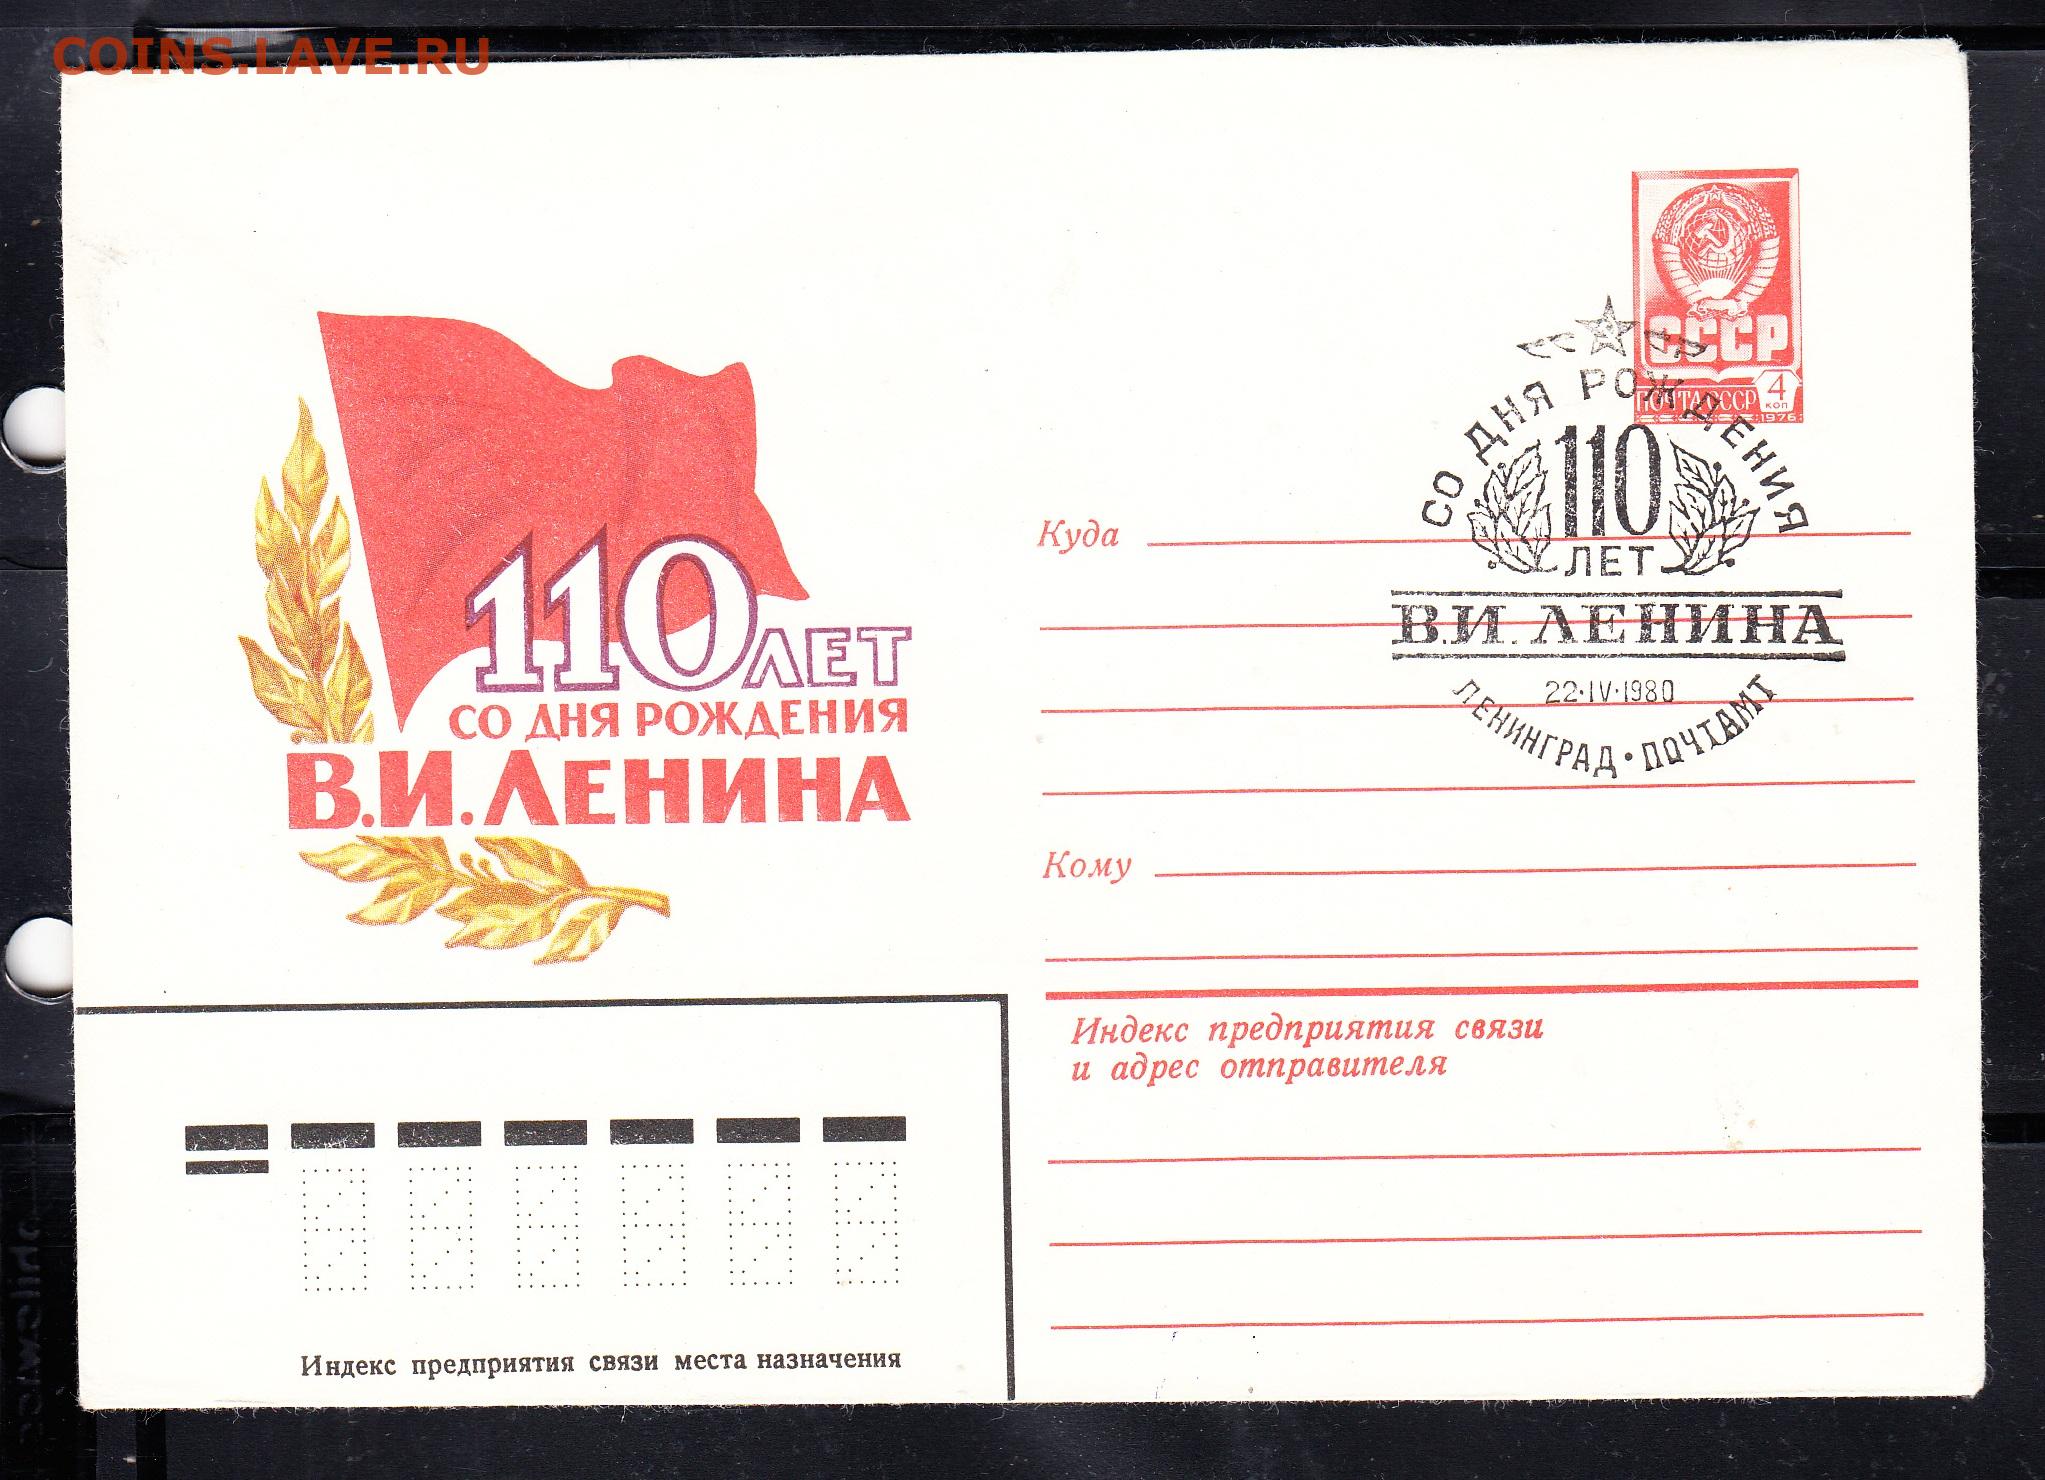 COINS.LAVE.RU
СССР
ПОЧТА СССР
4
КОП
1976
СО ДНЯ РОЖДЕНИЯ
110
ЛЕТ
В.И. ЛЕНИНА
22·IV·1980
ЛЕНИНГРАД · ПОЧТАМТ
110 ЛЕТ
СО ДНЯ РОЖДЕНИЯ
В.И. ЛЕНИНА
Куда
Кому
Индекс предприятия связи
и адрес отправителя
Индекс предприятия связи места назначения